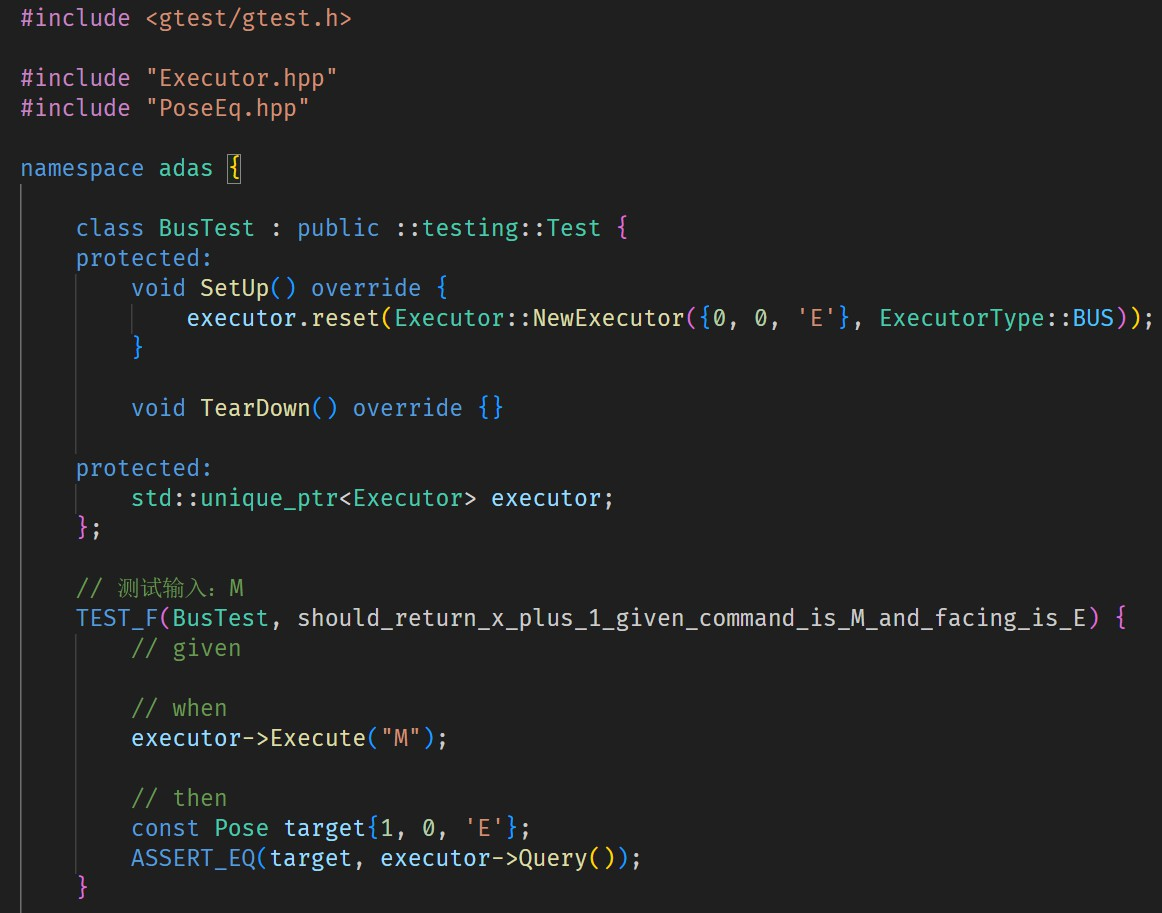 #include <gtest/gtest.h>
#include "Executor.hpp"
#include "PoseEq.hpp"
namespace adas {
class BusTest : public ::testing::Test {
protected:
void SetUp() override {
executor.reset(Executor::NewExecutor({0, 0, 'E'}, ExecutorType::BUS));
}
void TearDown() override {}
protected:
std::unique_ptr<Executor> executor;
};
// 测试输入：M
TEST_F(BusTest, should_return_x_plus_1_given_command_is_M_and_facing_is_E) {
// given
// when
executor->Execute("M");
// then
const Pose target{1, 0, 'E'};
ASSERT_EQ(target, executor->Query());
}